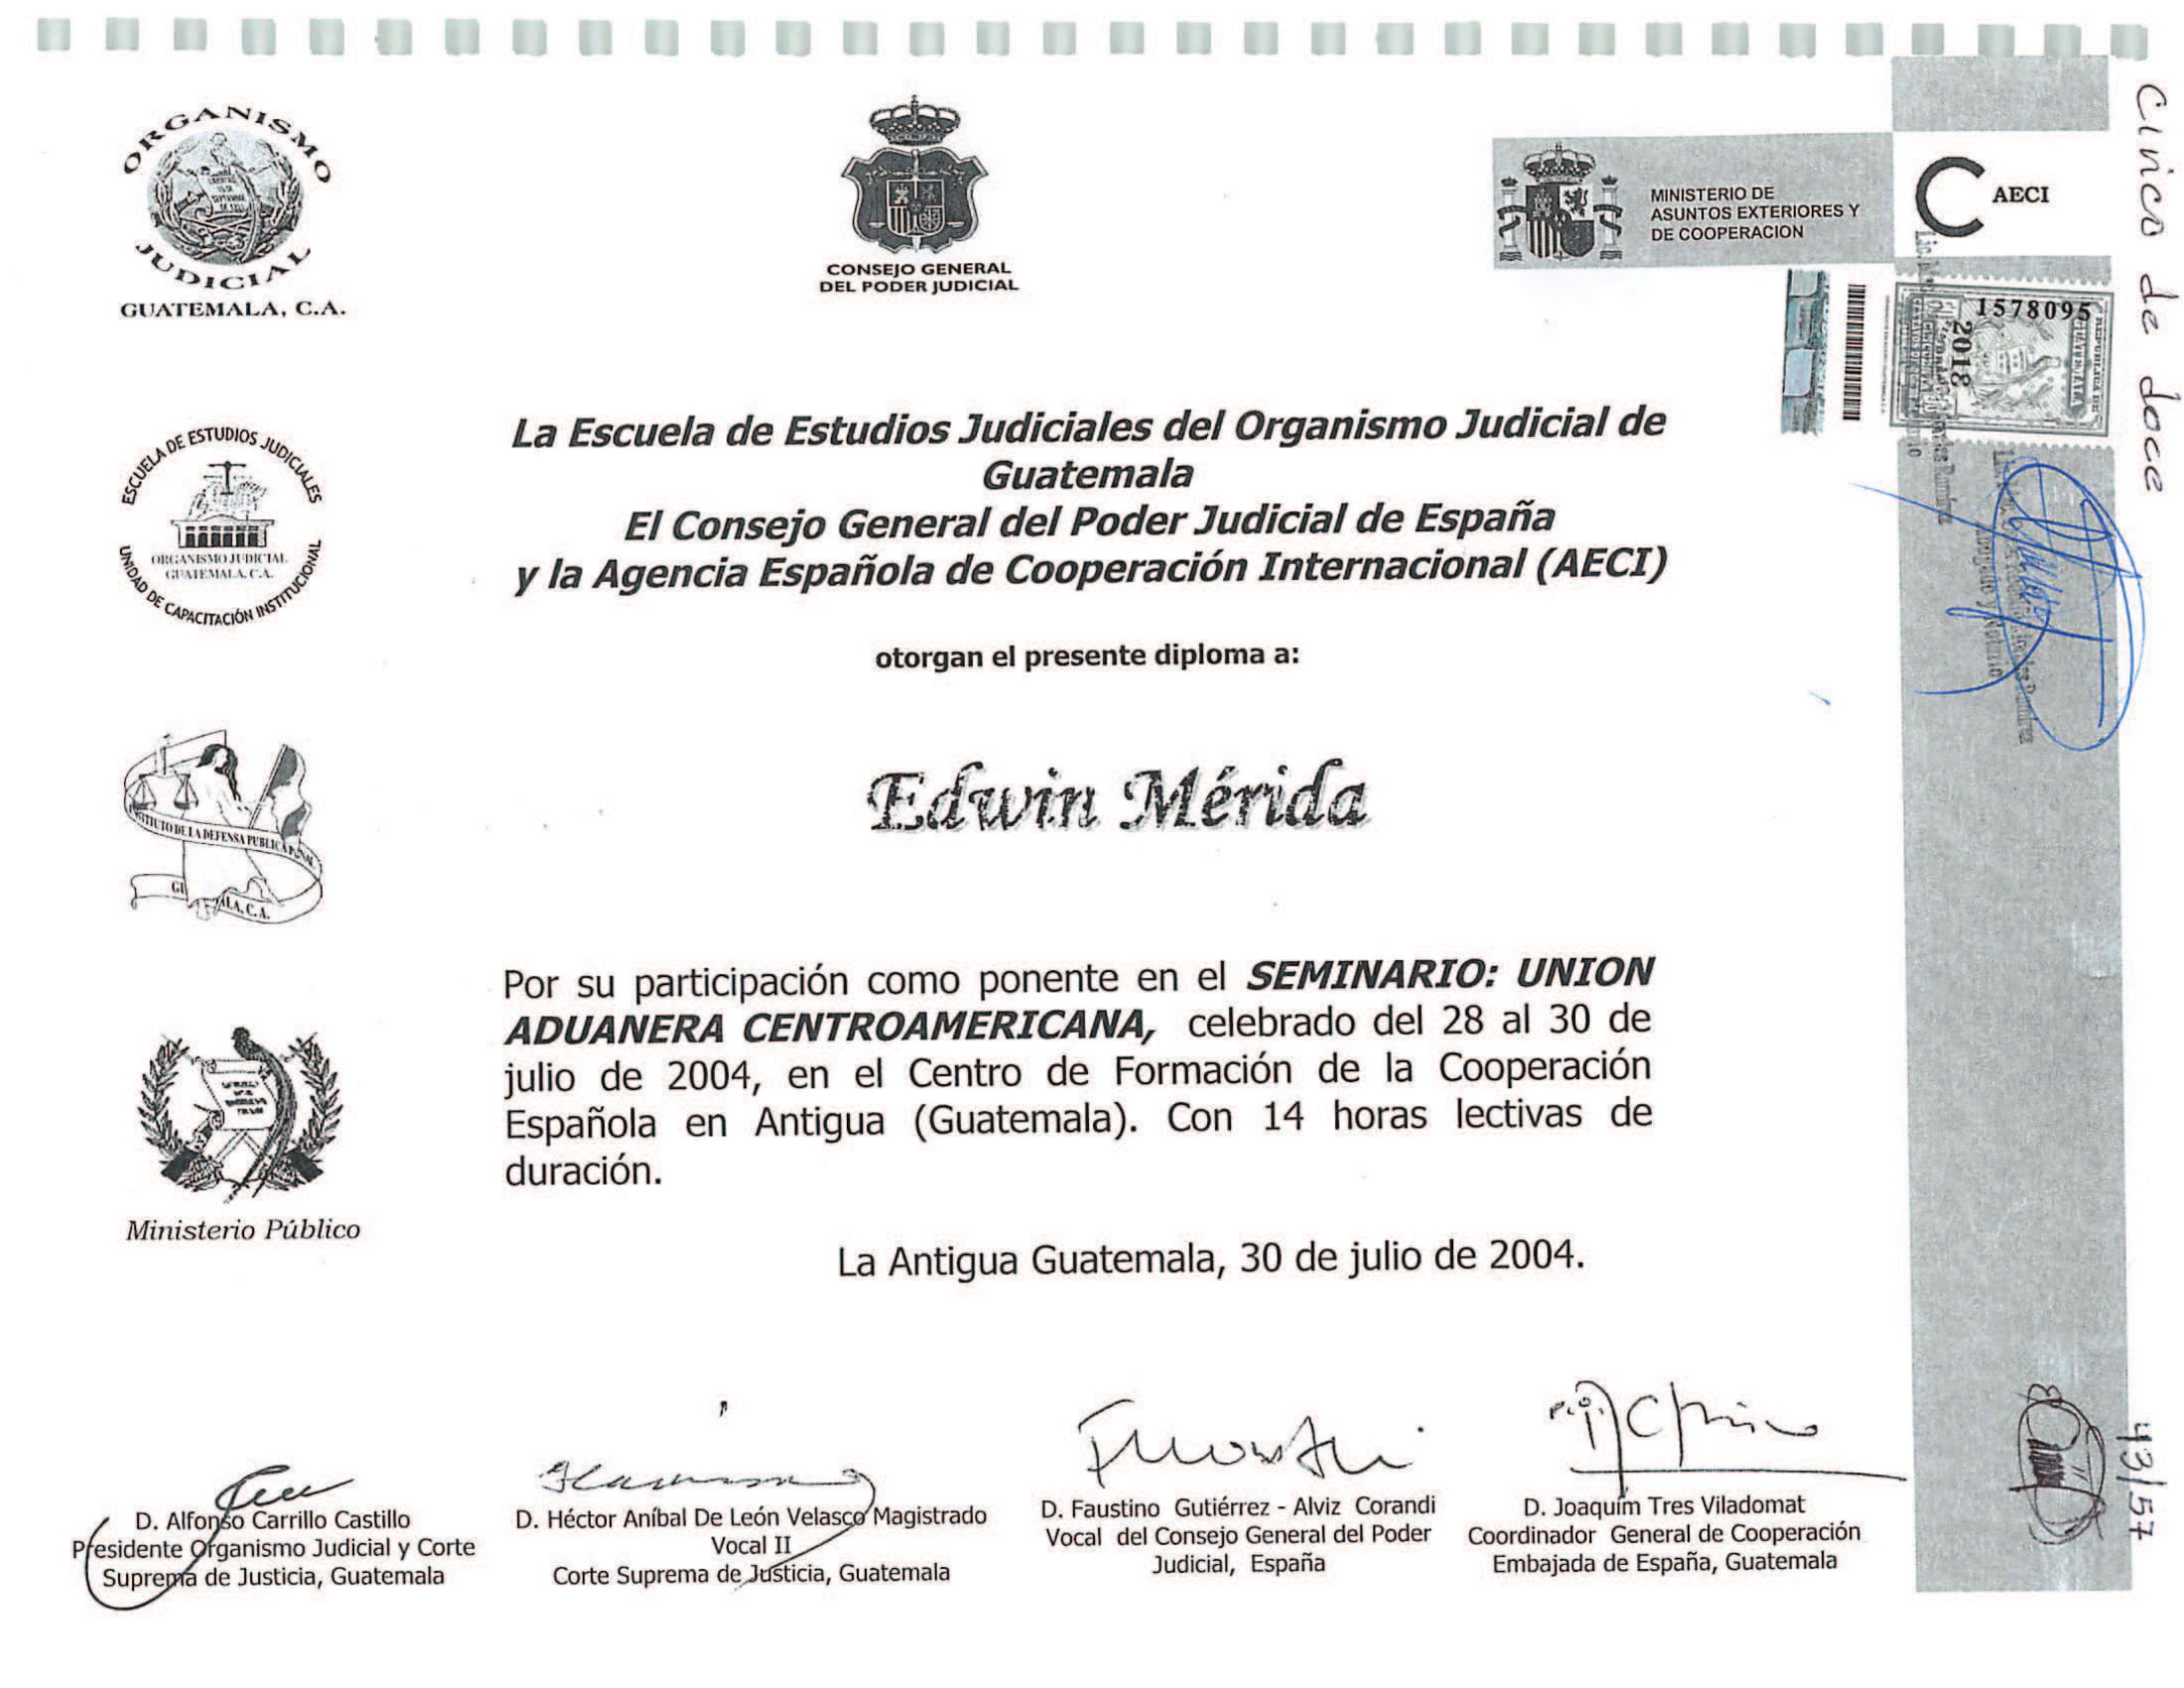 ORGANISMO
JUDICIAL
GUATEMALA, C.A.
CONSEJO GENERAL
DEL PODER JUDICIAL
MINISTERIO DE
ASUNTOS EXTERIORES Y
DE COOPERACION
AECI
Cinco de doce
1578095
2018
ESCUELA DE ESTUDIOS JUDICIALES
ORGANISMO JUDICIAL
GUATEMALA, C.A.
UNIDAD DE CAPACITACIÓN INSTITUCIONAL
La Escuela de Estudios Judiciales del Organismo Judicial de
Guatemala
El Consejo General del Poder Judicial de España
y la Agencia Española de Cooperación Internacional (AECI)
otorgan el presente diploma a:
Edwin Mérida
DE LA DEFENSA PUBLICA
C.A.
Por su participación como ponente en el SEMINARIO: UNION
ADUANERA CENTROAMERICANA, celebrado del 28 al 30 de
julio de 2004, en el Centro de Formación de la Cooperación
Española en Antigua (Guatemala). Con 14 horas lectivas de
duración.
Ministerio Público
La Antigua Guatemala, 30 de julio de 2004.
P.O.
D. Alfonso Carrillo Castillo
Presidente Organismo Judicial y Corte
Suprema de Justicia, Guatemala
D. Héctor Aníbal De León Velasco Magistrado
Vocal II
Corte Suprema de Justicia, Guatemala
D. Faustino Gutiérrez - Alviz Corandi
Vocal del Consejo General del Poder
Judicial, España
D. Joaquím Tres Viladomat
Coordinador General de Cooperación
Embajada de España, Guatemala
43/57